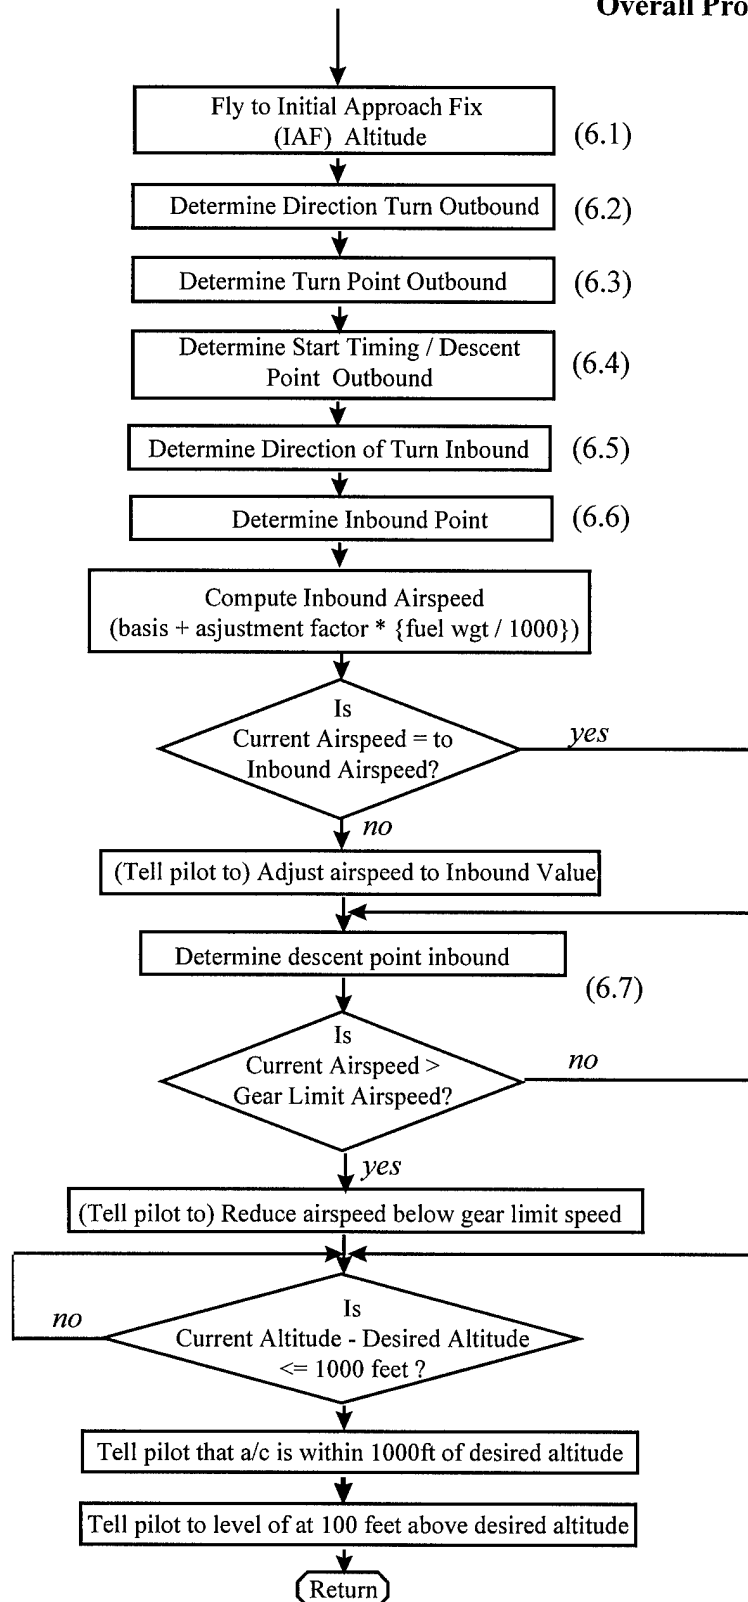 Overall Pro
Fly to Initial Approach Fix
(IAF) Altitude
(6.1)
Determine Direction Turn Outbound
(6.2)
Determine Turn Point Outbound
(6.3)
Determine Start Timing / Descent
Point Outbound
(6.4)
Determine Direction of Turn Inbound
(6.5)
Determine Inbound Point
(6.6)
Compute Inbound Airspeed
(basis + asjustment factor * {fuel wgt / 1000})
Is
Current Airspeed = to
Inbound Airspeed?
yes
no
(Tell pilot to) Adjust airspeed to Inbound Value
Determine descent point inbound
(6.7)
Is
Current Airspeed >
Gear Limit Airspeed?
no
yes
(Tell pilot to) Reduce airspeed below gear limit speed
no
Is
Current Altitude - Desired Altitude
<= 1000 feet ?
Tell pilot that a/c is within 1000ft of desired altitude
Tell pilot to level of at 100 feet above desired altitude
Return